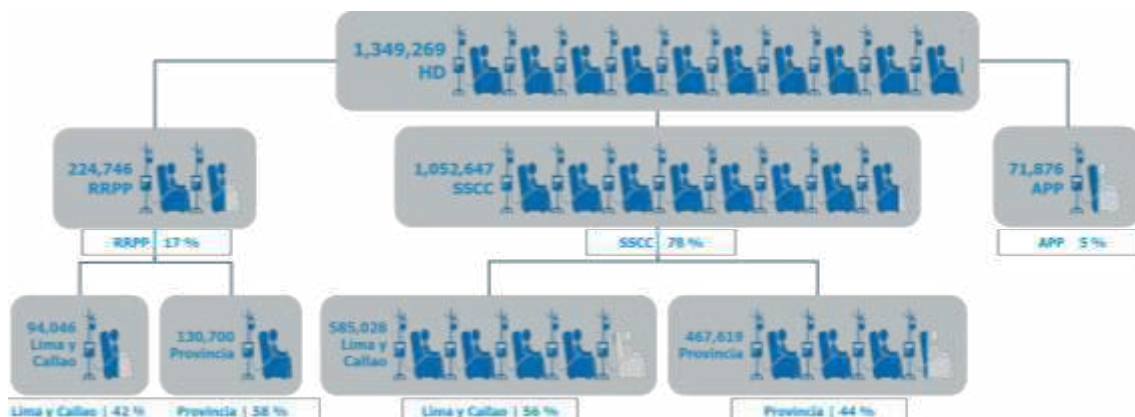 1,349,269
HD
224,746
RRPP
1,052,647
SSCC
71,876
APP
RRPP | 17 %
SSCC | 78 %
APP | 5 %
94,046
Lima y
Callao
130,700
Provincia
585,028
Lima y
Callao
467,619
Provincia
Lima y Callao | 42 %
Provincia | 58 %
Lima y Callao | 56 %
Provincia | 44 %